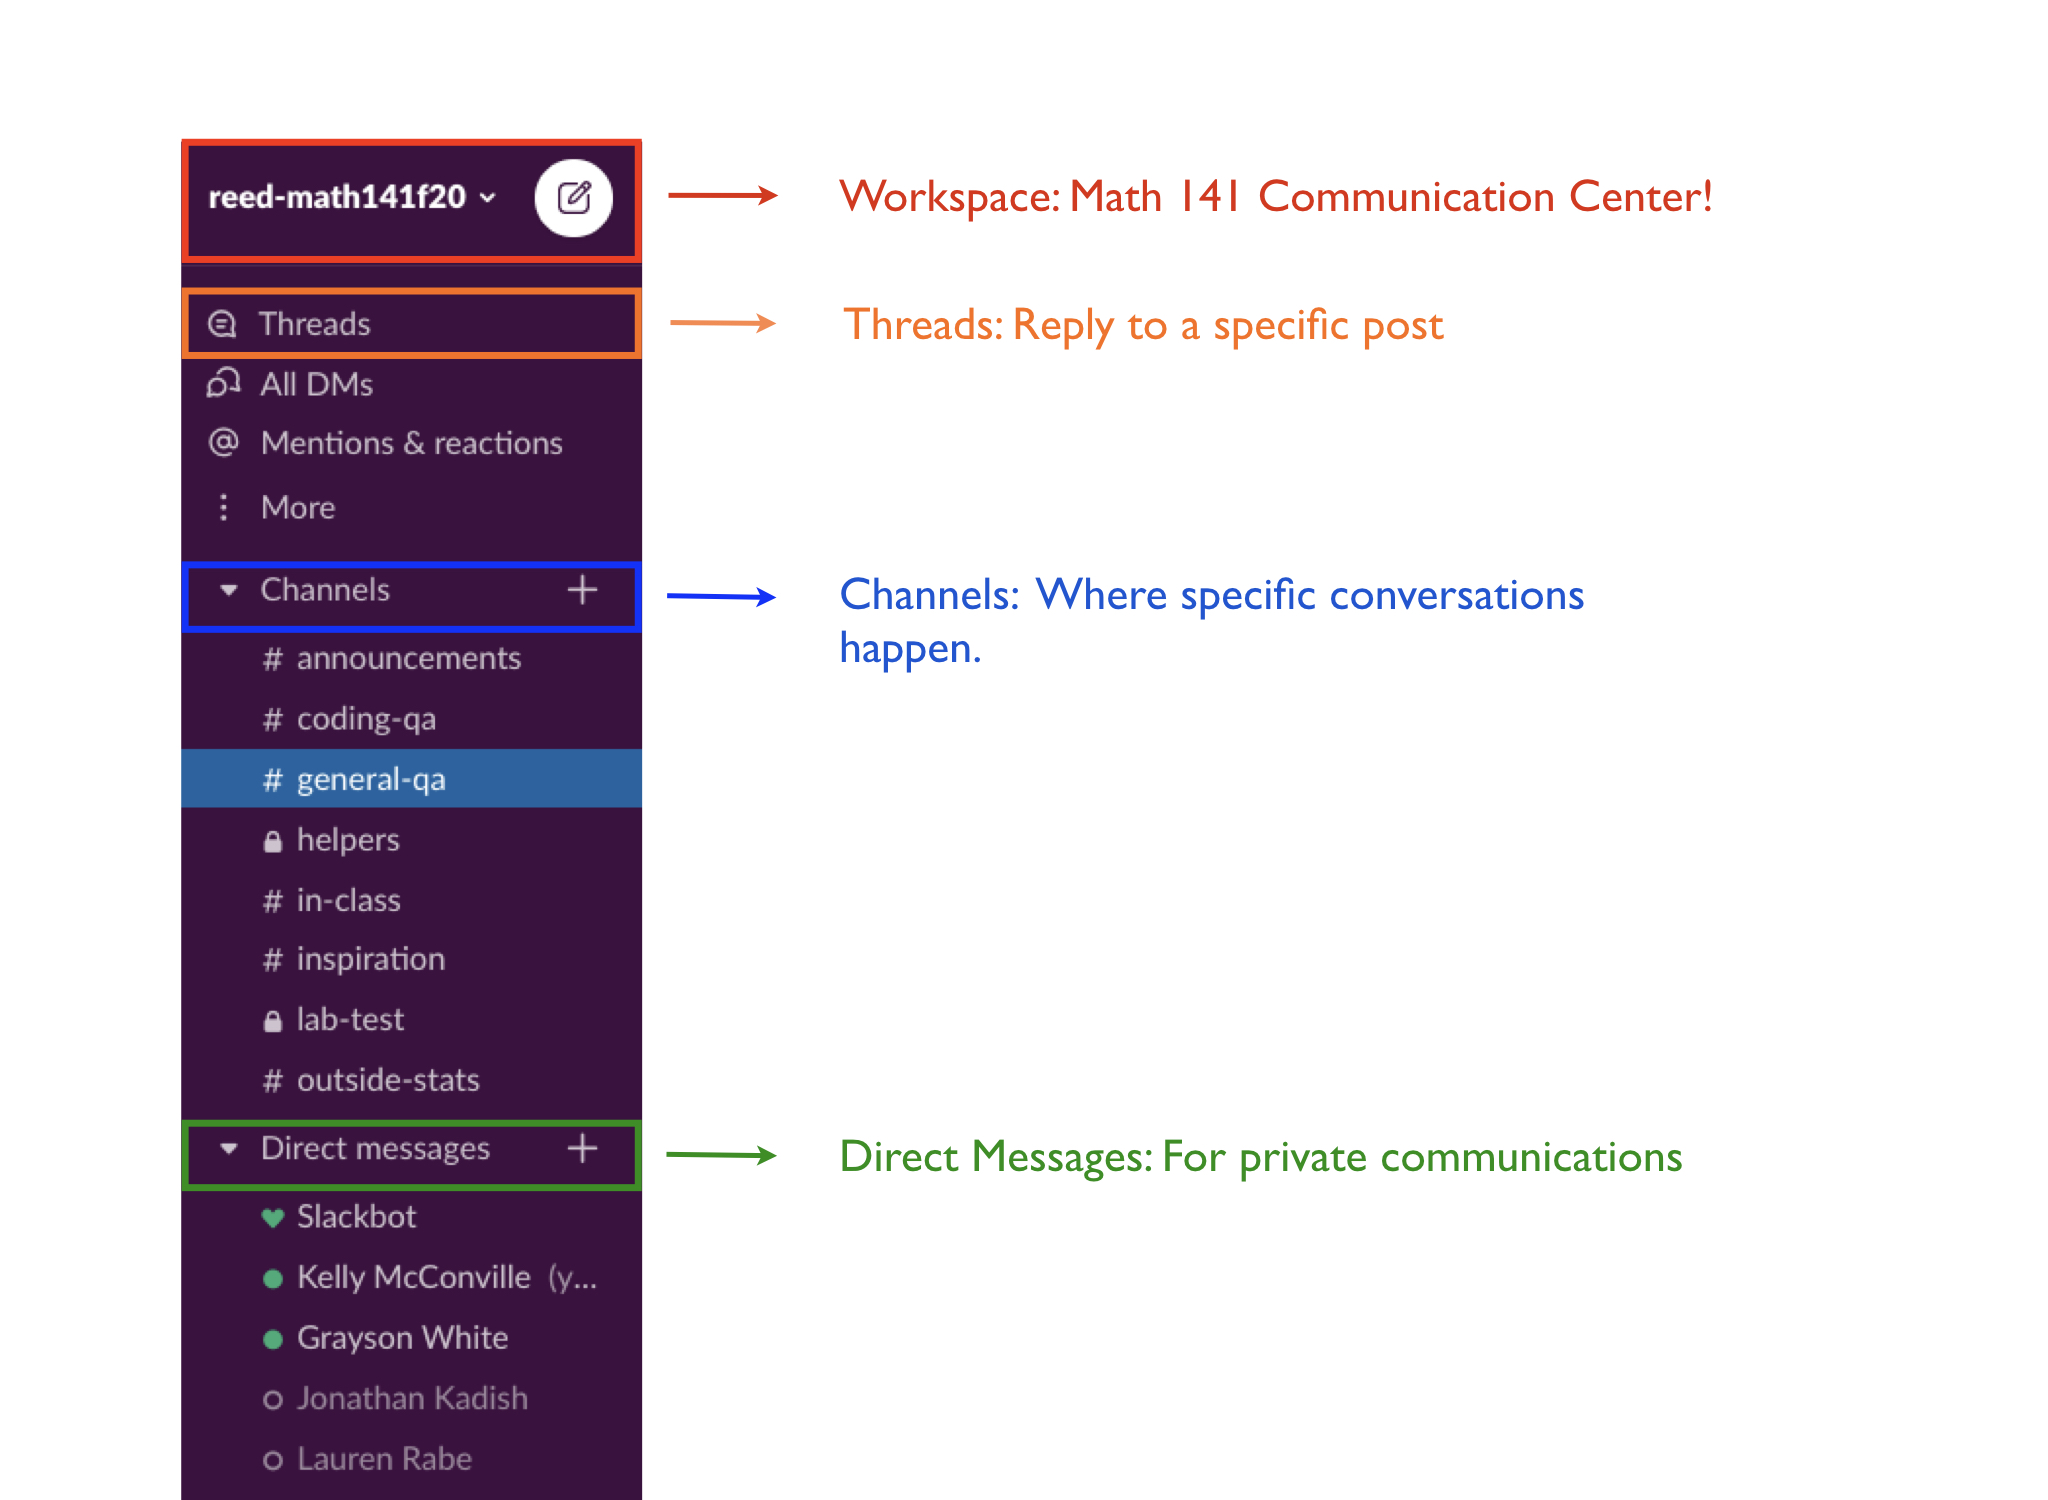 reed-math141f20
Workspace: Math 141 Communication Center!
Threads
Threads: Reply to a specific post
All DMs
@ Mentions & reactions
More
Channels +
Channels: Where specific conversations
happen.
# announcements
# coding-qa
# general-qa
helpers
# in-class
# inspiration
lab-test
# outside-stats
Direct messages +
Direct Messages: For private communications
Slackbot
Kelly McConville (y...
Grayson White
Jonathan Kadish
Lauren Rabe